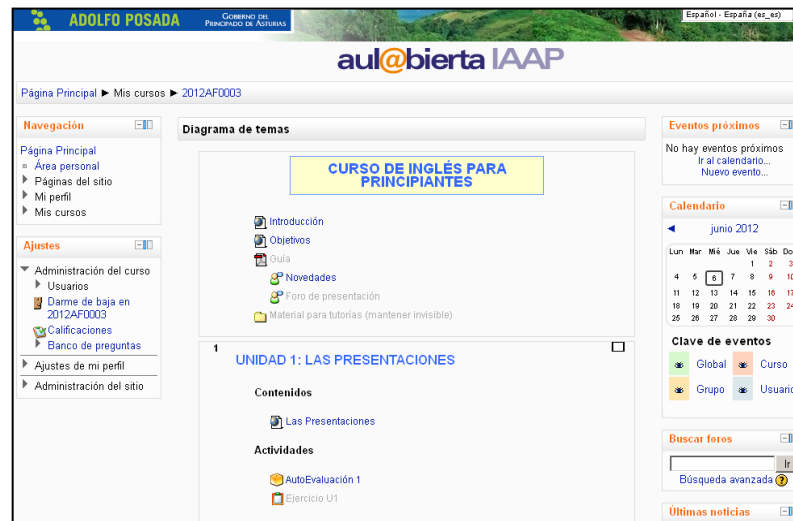 ADOLFO POSADA
GOBIERNO DEL
PRINCIPADO DE ASTURIAS
Español - España (es_es)
aul@bierta IAAP
Página Principal ► Mis cursos ► 2012AF0003
Navegación
Página Principal
Área personal
Páginas del sitio
Mi perfil
Mis cursos
Ajustes
Administración del curso
Usuarios
Darme de baja en
2012AF0003
Calificaciones
Banco de preguntas
Ajustes de mi perfil
Administración del sitio
Diagrama de temas
CURSO DE INGLÉS PARA
PRINCIPIANTES
Introducción
Objetivos
Guía
Novedades
Foro de presentación
Material para tutorías (mantener invisible)
1
UNIDAD 1: LAS PRESENTACIONES
Contenidos
Las Presentaciones
Actividades
AutoEvaluación 1
Ejercicio U1
Eventos próximos
No hay eventos próximos
Ir al calendario...
Nuevo evento...
Calendario
◄ junio 2012
Lun Mar Mié Jue Vie Sáb Do
1 2 3
4 5 6 7 8 9 10
11 12 13 14 15 16 17
18 19 20 21 22 23 24
25 26 27 28 29 30
Clave de eventos
Global Curso
Grupo Usuario
Buscar foros
Ir
Búsqueda avanzada ?
Últimas noticias